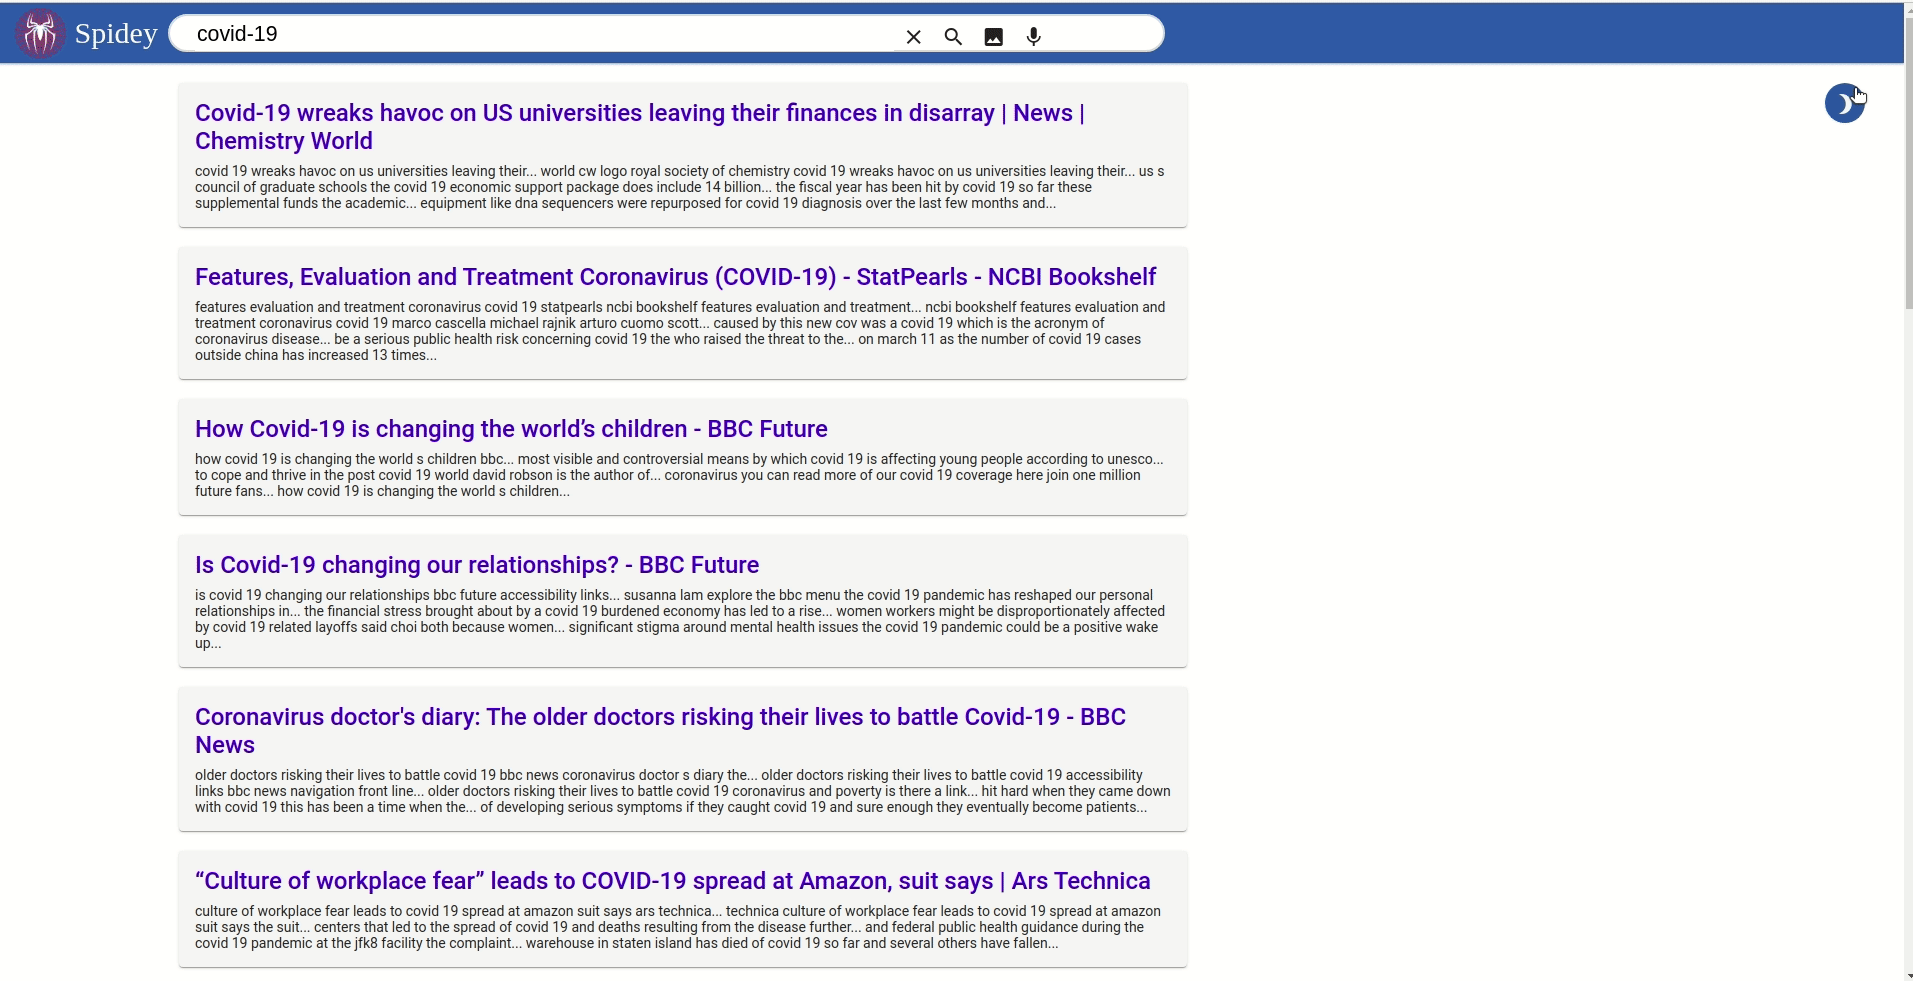 Spidey
covid-19
Covid-19 wreaks havoc on US universities leaving their finances in disarray | News |
Chemistry World
covid 19 wreaks havoc on us universities leaving their... world cw logo royal society of chemistry covid 19 wreaks havoc on us universities leaving their... us s
council of graduate schools the covid 19 economic support package does include 14 billion... the fiscal year has been hit by covid 19 so far these
supplemental funds the academic... equipment like dna sequencers were repurposed for covid 19 diagnosis over the last few months and...
Features, Evaluation and Treatment Coronavirus (COVID-19) - StatPearls - NCBI Bookshelf
features evaluation and treatment coronavirus covid 19 statpearls ncbi bookshelf features evaluation and treatment... ncbi bookshelf features evaluation and
treatment coronavirus covid 19 marco cascella michael rajnik arturo cuomo scott... caused by this new cov was a covid 19 which is the acronym of
coronavirus disease... be a serious public health risk concerning covid 19 the who raised the threat to the... on march 11 as the number of covid 19 cases
outside china has increased 13 times...
How Covid-19 is changing the world’s children - BBC Future
how covid 19 is changing the world s children bbc... most visible and controversial means by which covid 19 is affecting young people according to unesco...
to cope and thrive in the post covid 19 world david robson is the author of... coronavirus you can read more of our covid 19 coverage here join one million
future fans... how covid 19 is changing the world s children...
Is Covid-19 changing our relationships? - BBC Future
is covid 19 changing our relationships bbc future accessibility links... susanna lam explore the bbc menu the covid 19 pandemic has reshaped our personal
relationships in... the financial stress brought about by a covid 19 burdened economy has led to a rise... women workers might be disproportionately affected
by covid 19 related layoffs said choi both because women... significant stigma around mental health issues the covid 19 pandemic could be a positive wake
up...
Coronavirus doctor's diary: The older doctors risking their lives to battle Covid-19 - BBC
News
older doctors risking their lives to battle covid 19 bbc news coronavirus doctor s diary the... older doctors risking their lives to battle covid 19 accessibility
links bbc news navigation front line... older doctors risking their lives to battle covid 19 coronavirus and poverty is there a link... hit hard when they came down
with covid 19 this has been a time when the... of developing serious symptoms if they caught covid 19 and sure enough they eventually become patients...
“Culture of workplace fear” leads to COVID-19 spread at Amazon, suit says | Ars Technica
culture of workplace fear leads to covid 19 spread at amazon suit says ars technica... technica culture of workplace fear leads to covid 19 spread at amazon
suit says the suit... centers that led to the spread of covid 19 and deaths resulting from the disease further... and federal public health guidance during the
covid 19 pandemic at the jfk8 facility the complaint... warehouse in staten island has died of covid 19 so far and several others have fallen...